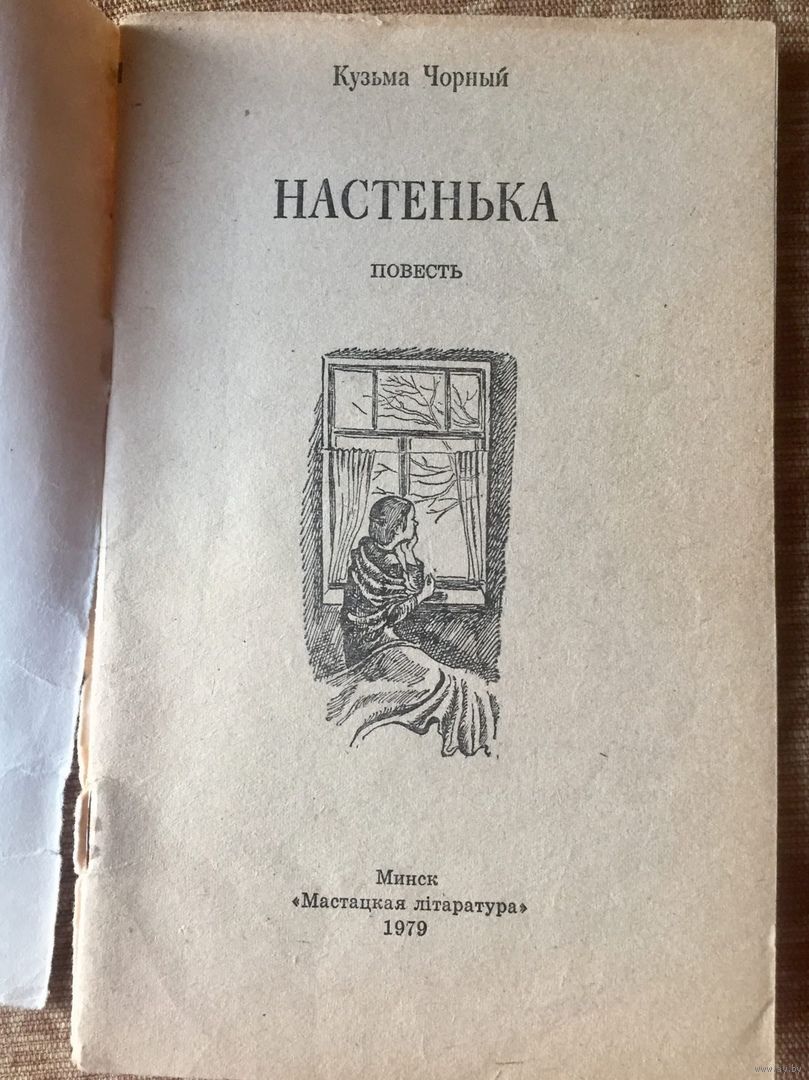 Кузьма Чорный
НАСТЕНЬКА
ПОВЕСТЬ
Минск
«Мастацкая літаратура»
1979